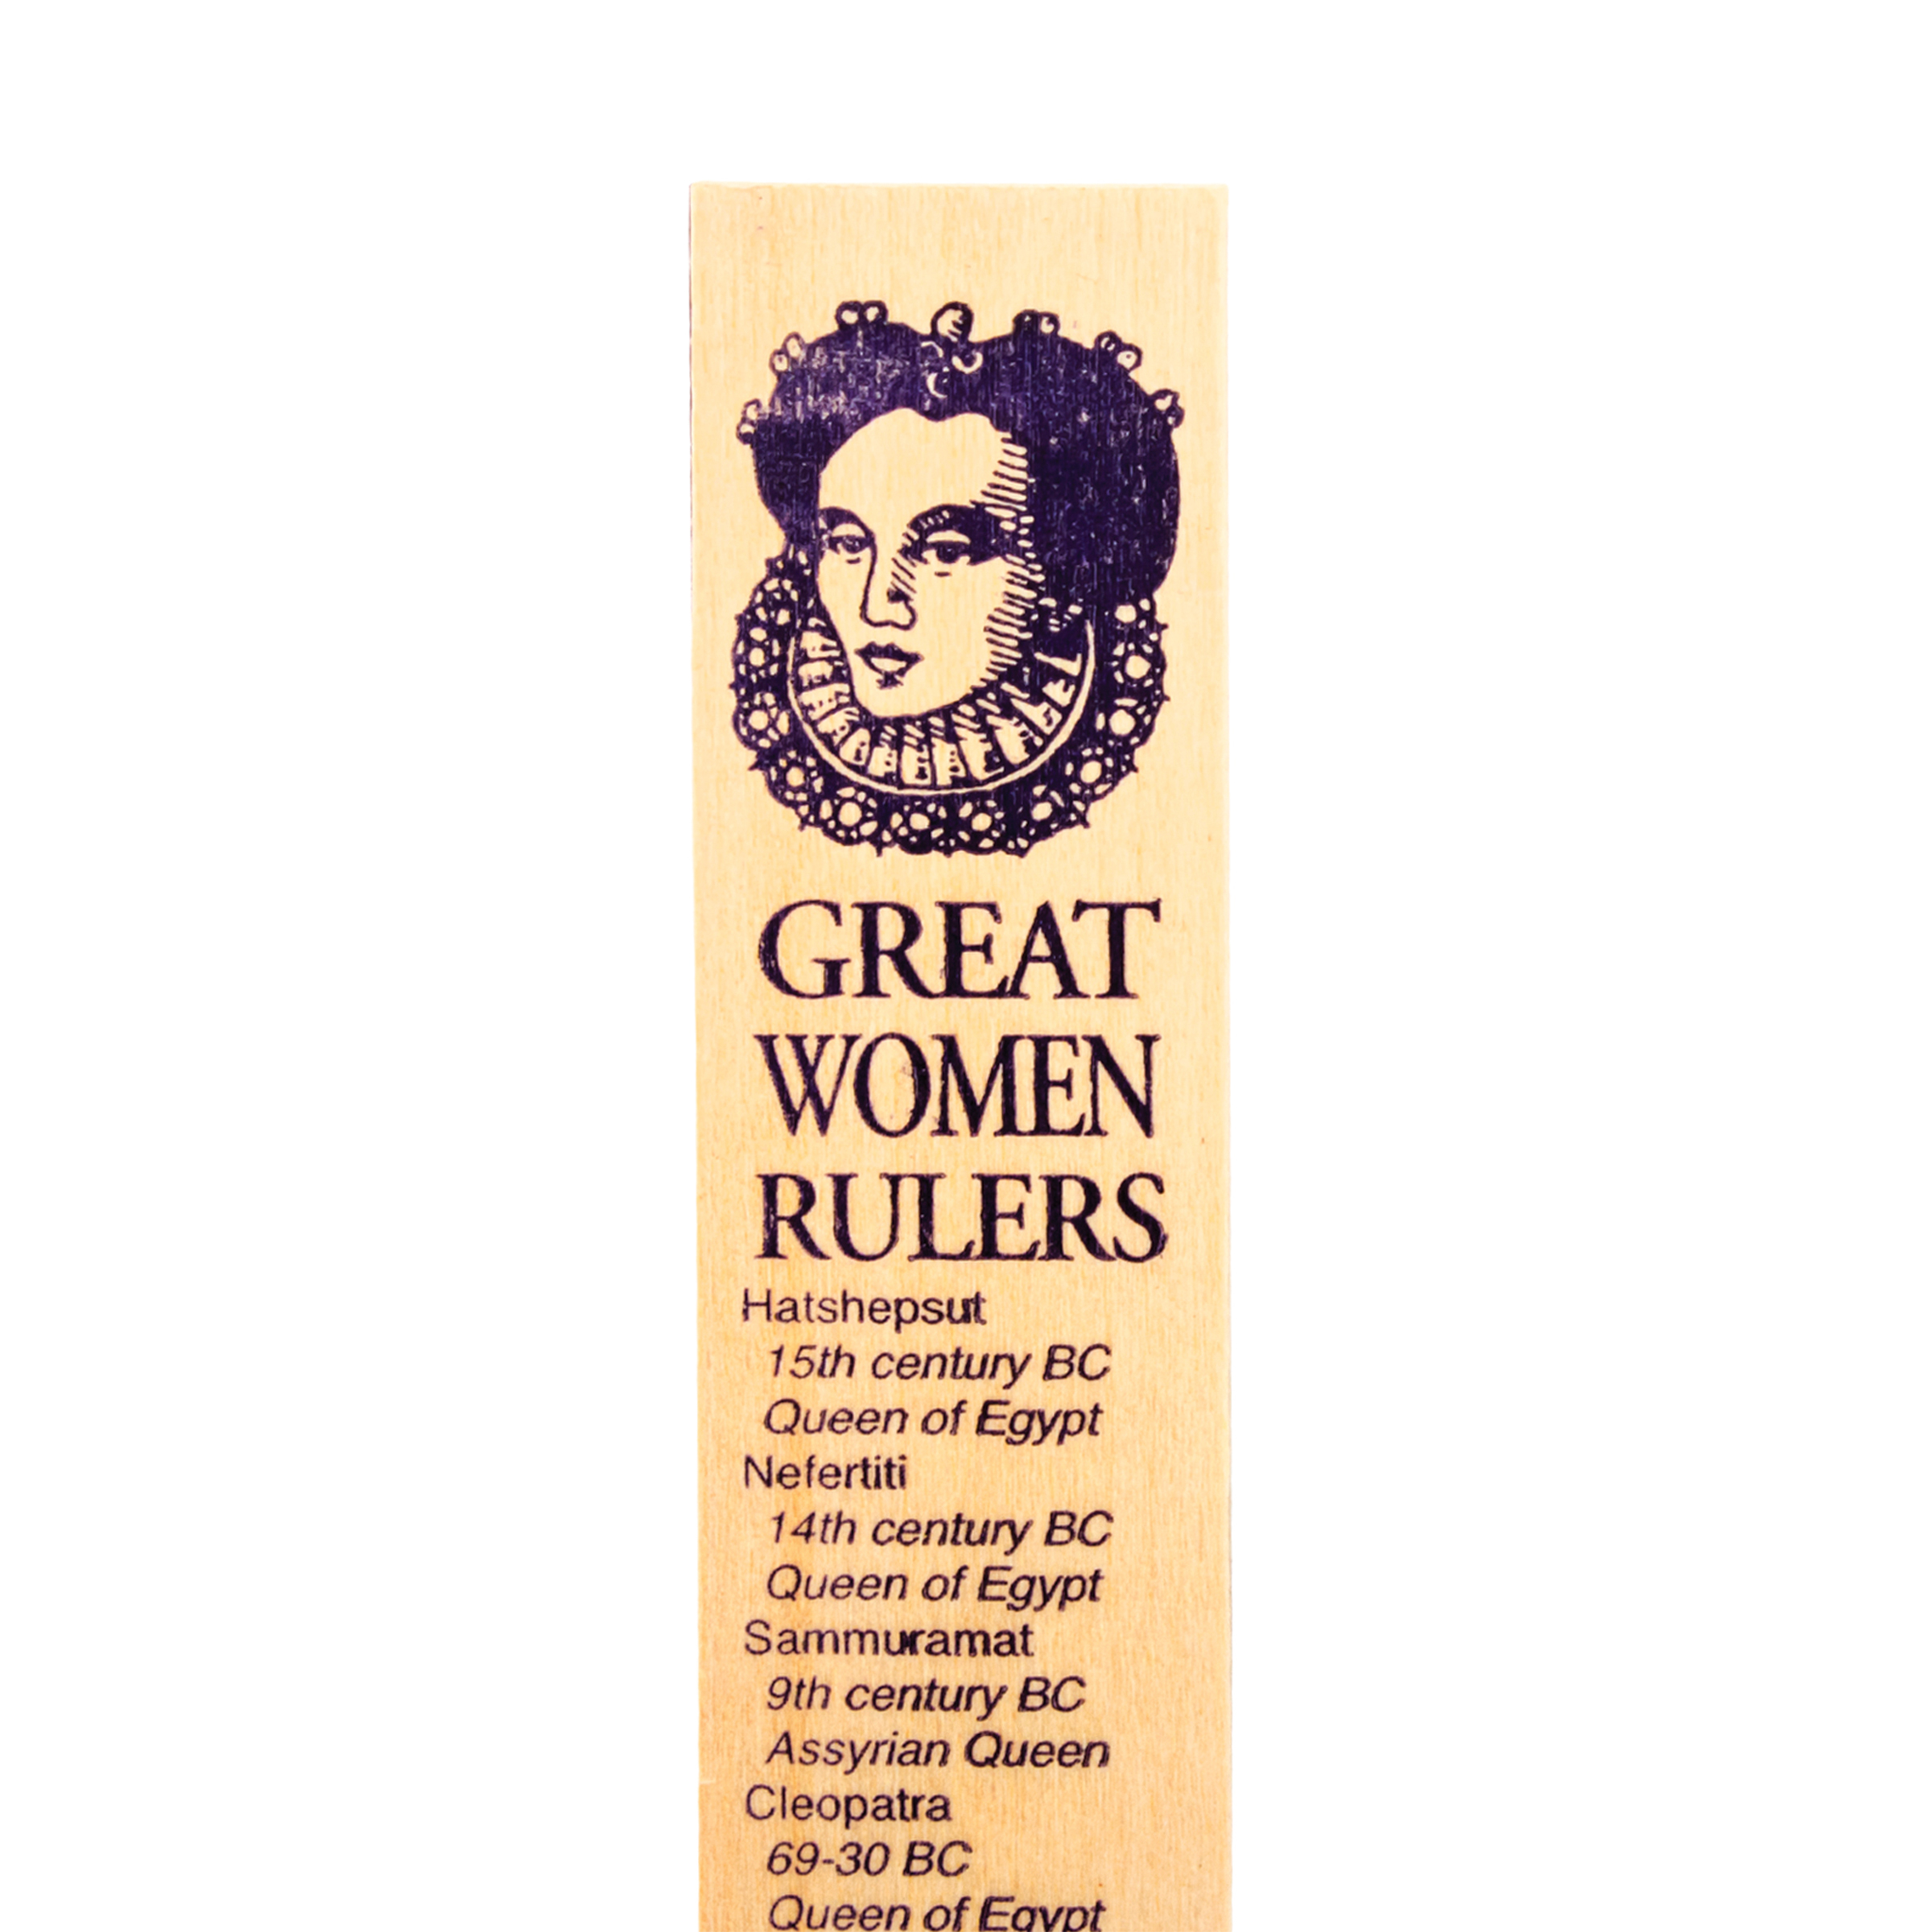 GREAT
WOMEN
RULERS
Hatshepsut
15th century BC
Queen of Egypt
Nefertiti
14th century BC
Queen of Egypt
Sammuramat
9th century BC
Assyrian Queen
Cleopatra
69-30 BC
Queen of Egypt